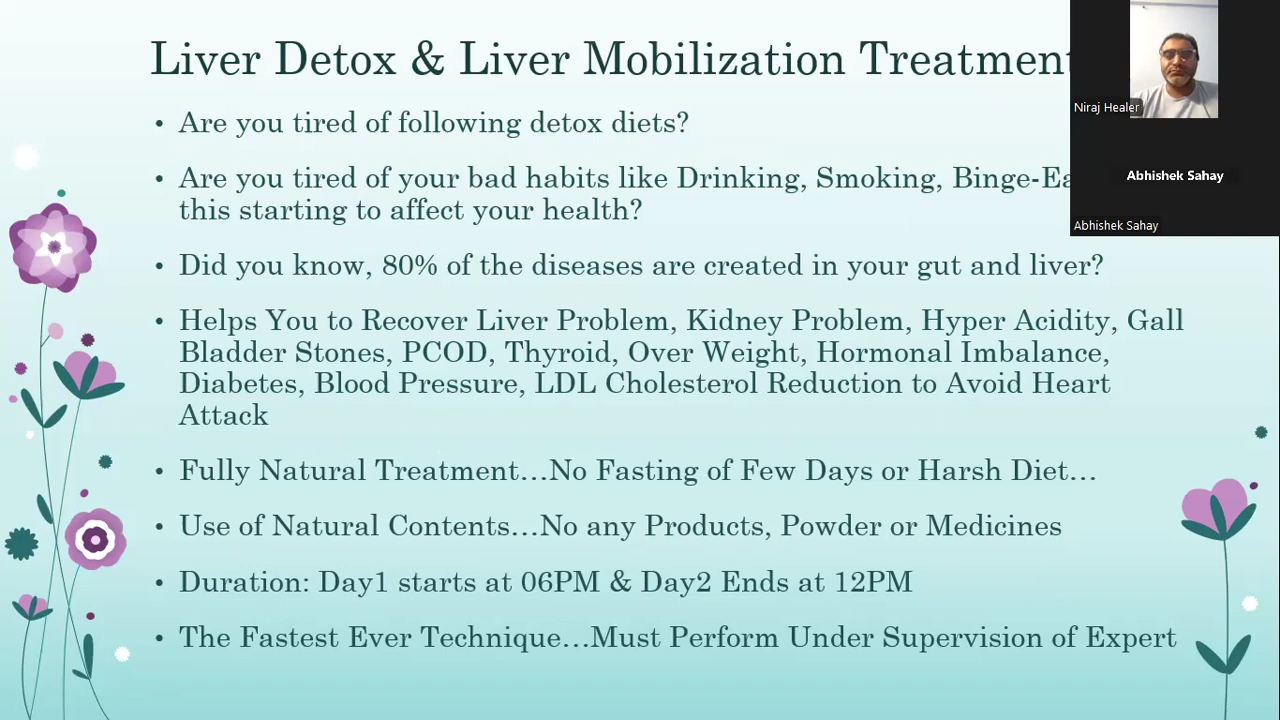 Liver Detox & Liver Mobilization Treatment
• Are you tired of following detox diets?
• Are you tired of your bad habits like Drinking, Smoking, Binge-Ea
this starting to affect your health?
• Did you know, 80% of the diseases are created in your gut and liver?
• Helps You to Recover Liver Problem, Kidney Problem, Hyper Acidity, Gall
Bladder Stones, PCOD, Thyroid, Over Weight, Hormonal Imbalance,
Diabetes, Blood Pressure, LDL Cholesterol Reduction to Avoid Heart
Attack
• Fully Natural Treatment…No Fasting of Few Days or Harsh Diet…
• Use of Natural Contents…No any Products, Powder or Medicines
• Duration: Day1 starts at 06PM & Day2 Ends at 12PM
• The Fastest Ever Technique…Must Perform Under Supervision of Expert
Niraj Healer
Abhishek Sahay
Abhishek Sahay